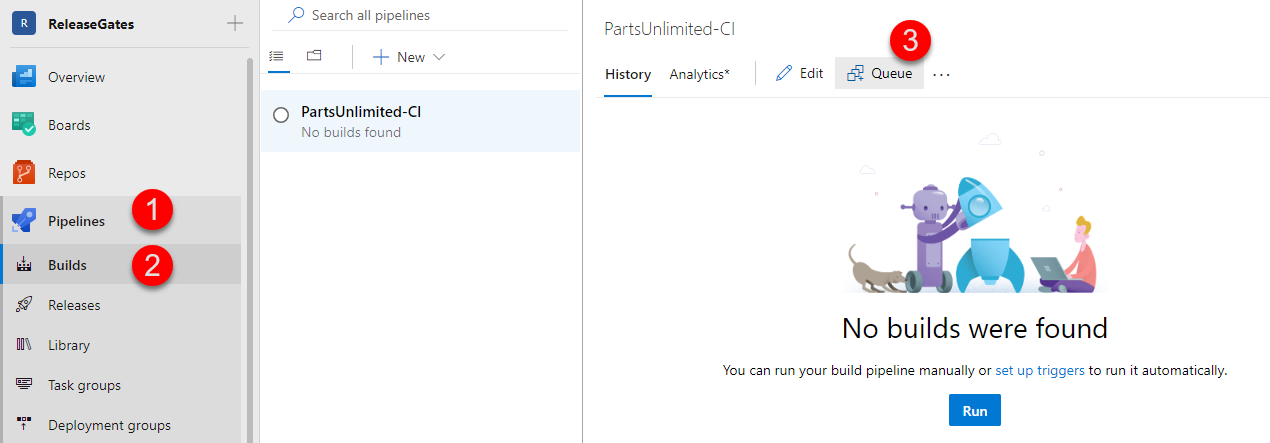 R ReleaseGates
Overview
Boards
Repos
Pipelines 1
Builds 2
Releases
Library
Task groups
Deployment groups
Search all pipelines
New
PartsUnlimited-CI
No builds found
PartsUnlimited-CI
3
History Analytics* Edit Queue ...
No builds were found
You can run your build pipeline manually or set up triggers to run it automatically.
Run